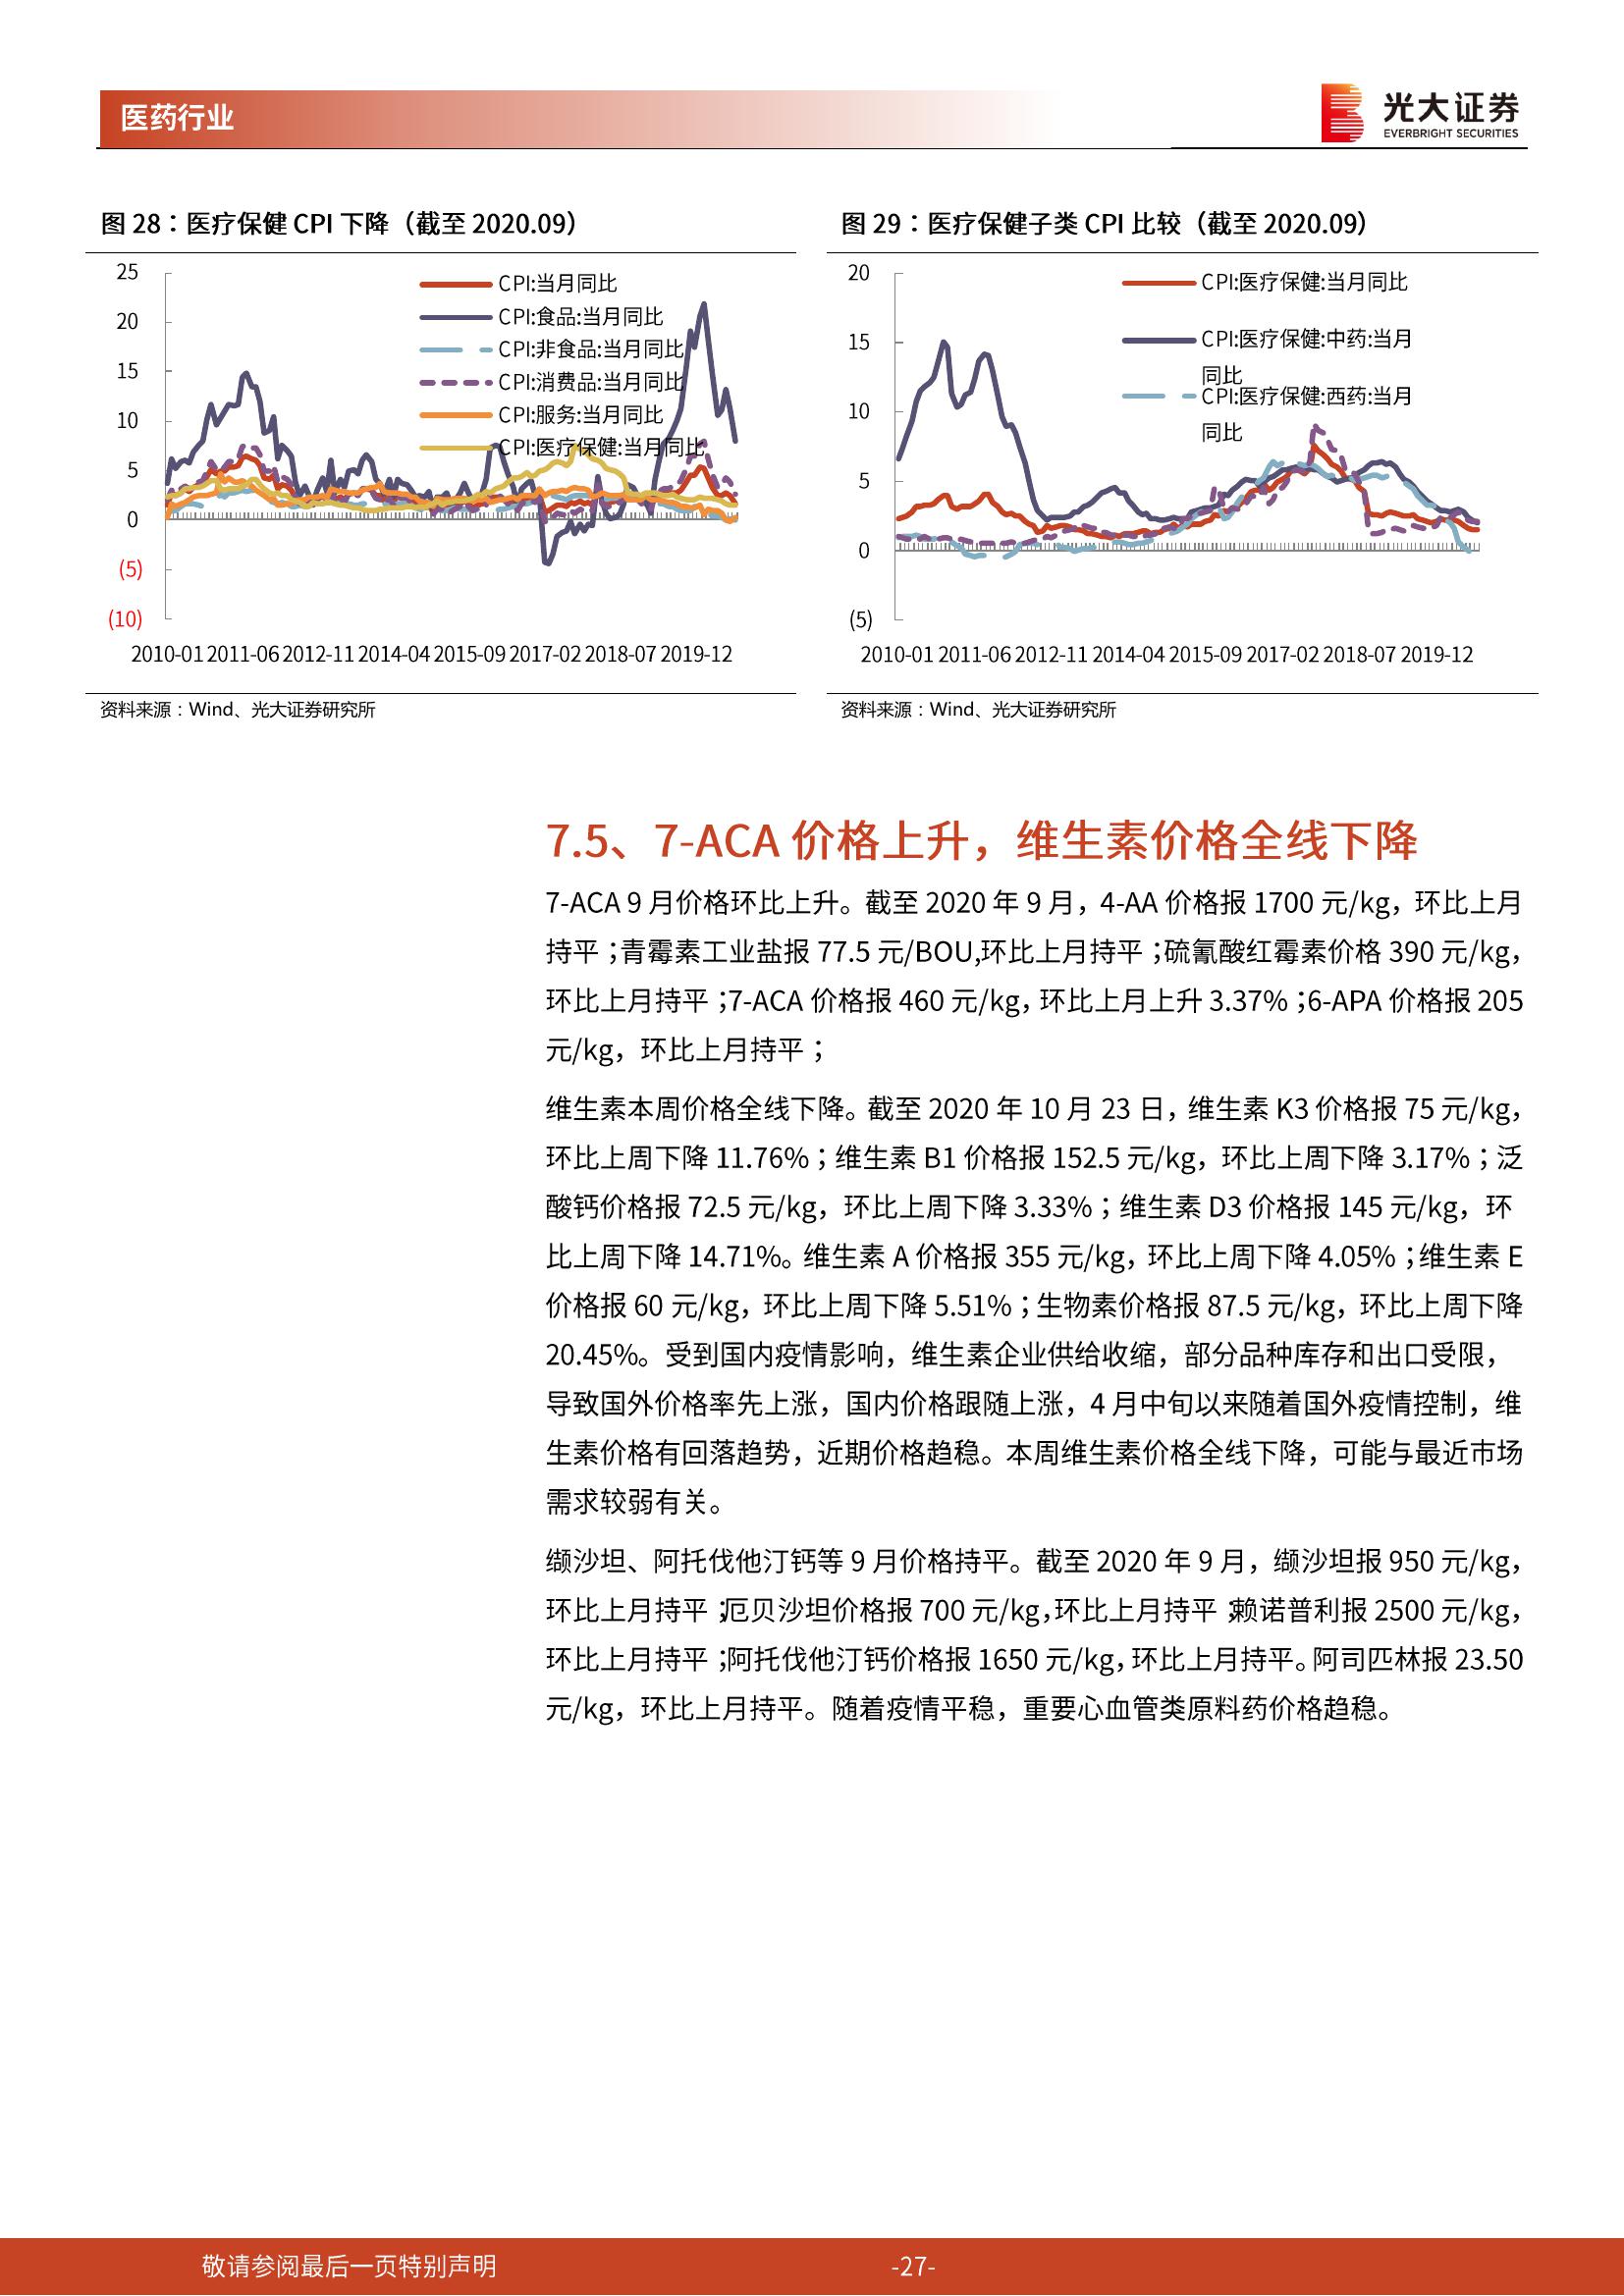 医药行业
光大证券
EVERBRIGHT SECURITIES
图 28：医疗保健 CPI 下降（截至 2020.09）
25
20
15
10
5
0
(5)
(10)
CPI:当月同比
CPI:食品:当月同比
CPI:非食品:当月同比
CPI:消费品:当月同比
CPI:服务:当月同比
CPI:医疗保健:当月同比
2010-01 2011-06 2012-11 2014-04 2015-09 2017-02 2018-07 2019-12
资料来源：Wind、光大证券研究所
图 29：医疗保健子类 CPI 比较（截至 2020.09）
20
15
10
5
0
(5)
CPI:医疗保健:当月同比
CPI:医疗保健:中药:当月
同比
CPI:医疗保健:西药:当月
同比
2010-01 2011-06 2012-11 2014-04 2015-09 2017-02 2018-07 2019-12
资料来源：Wind、光大证券研究所
7.5、7-ACA 价格上升，维生素价格全线下降
7-ACA 9 月价格环比上升。截至 2020 年 9 月，4-AA 价格报 1700 元/kg，环比上月
持平；青霉素工业盐报 77.5 元/BOU,环比上月持平；硫氰酸红霉素价格 390 元/kg，
环比上月持平；7-ACA 价格报 460 元/kg，环比上月上升 3.37%；6-APA 价格报 205
元/kg，环比上月持平；
维生素本周价格全线下降。截至 2020 年 10 月 23 日，维生素 K3 价格报 75 元/kg，
环比上周下降 11.76%；维生素 B1 价格报 152.5 元/kg，环比上周下降 3.17%；泛
酸钙价格报 72.5 元/kg，环比上周下降 3.33%；维生素 D3 价格报 145 元/kg，环
比上周下降 14.71%。维生素 A 价格报 355 元/kg，环比上周下降 4.05%；维生素 E
价格报 60 元/kg，环比上周下降 5.51%；生物素价格报 87.5 元/kg，环比上周下降
20.45%。受到国内疫情影响，维生素企业供给收缩，部分品种库存和出口受限，
导致国外价格率先上涨，国内价格跟随上涨，4 月中旬以来随着国外疫情控制，维
生素价格有回落趋势，近期价格趋稳。本周维生素价格全线下降，可能与最近市场
需求较弱有关。
缬沙坦、阿托伐他汀钙等 9 月价格持平。截至 2020 年 9 月，缬沙坦报 950 元/kg，
环比上月持平；厄贝沙坦价格报 700 元/kg，环比上月持平；赖诺普利报 2500 元/kg，
环比上月持平；阿托伐他汀钙价格报 1650 元/kg，环比上月持平。阿司匹林报 23.50
元/kg，环比上月持平。随着疫情平稳，重要心血管类原料药价格趋稳。
敬请参阅最后一页特别声明
-27-